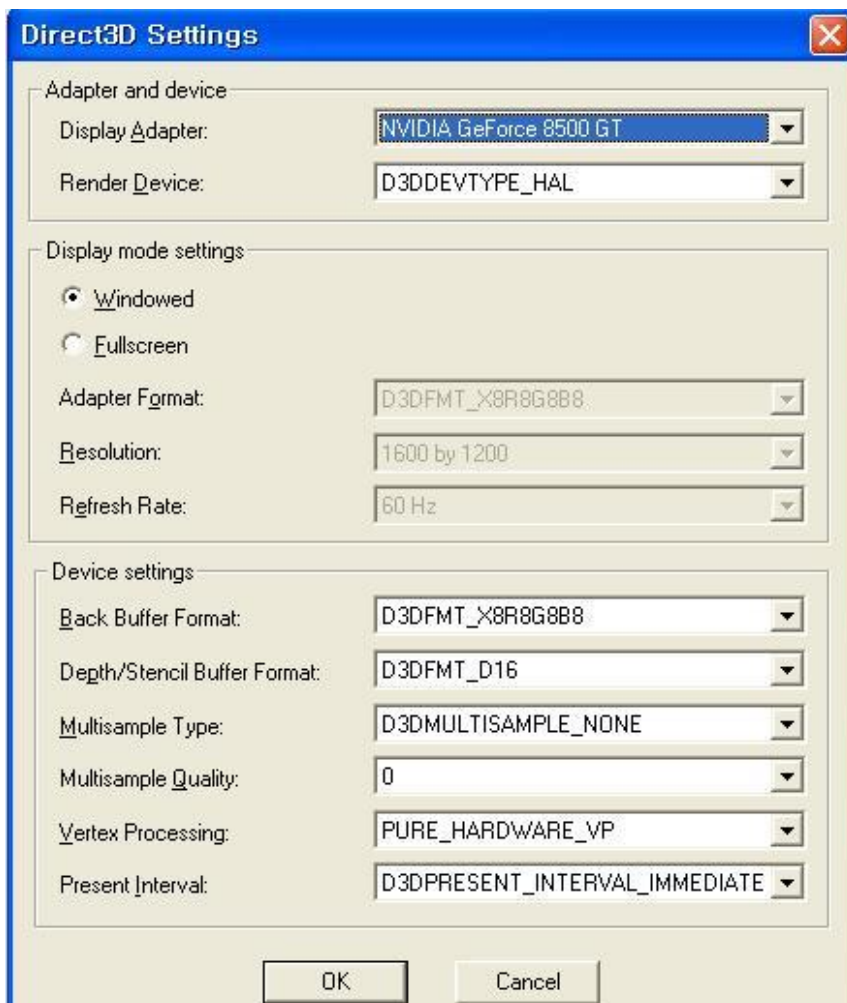 Direct3D Settings
Adapter and device
Display Adapter: NVIDIA GeForce 8500 GT
Render Device: D3DDEVTYPE_HAL
Display mode settings
Windowed
Fullscreen
Adapter Format: D3DFMT_X8R8G8B8
Resolution: 1600 by 1200
Refresh Rate: 60 Hz
Device settings
Back Buffer Format: D3DFMT_X8R8G8B8
Depth/Stencil Buffer Format: D3DFMT_D16
Multisample Type: D3DMULTISAMPLE_NONE
Multisample Quality: 0
Vertex Processing: PURE_HARDWARE_VP
Present Interval: D3DPRESENT_INTERVAL_IMMEDIATE
OK Cancel